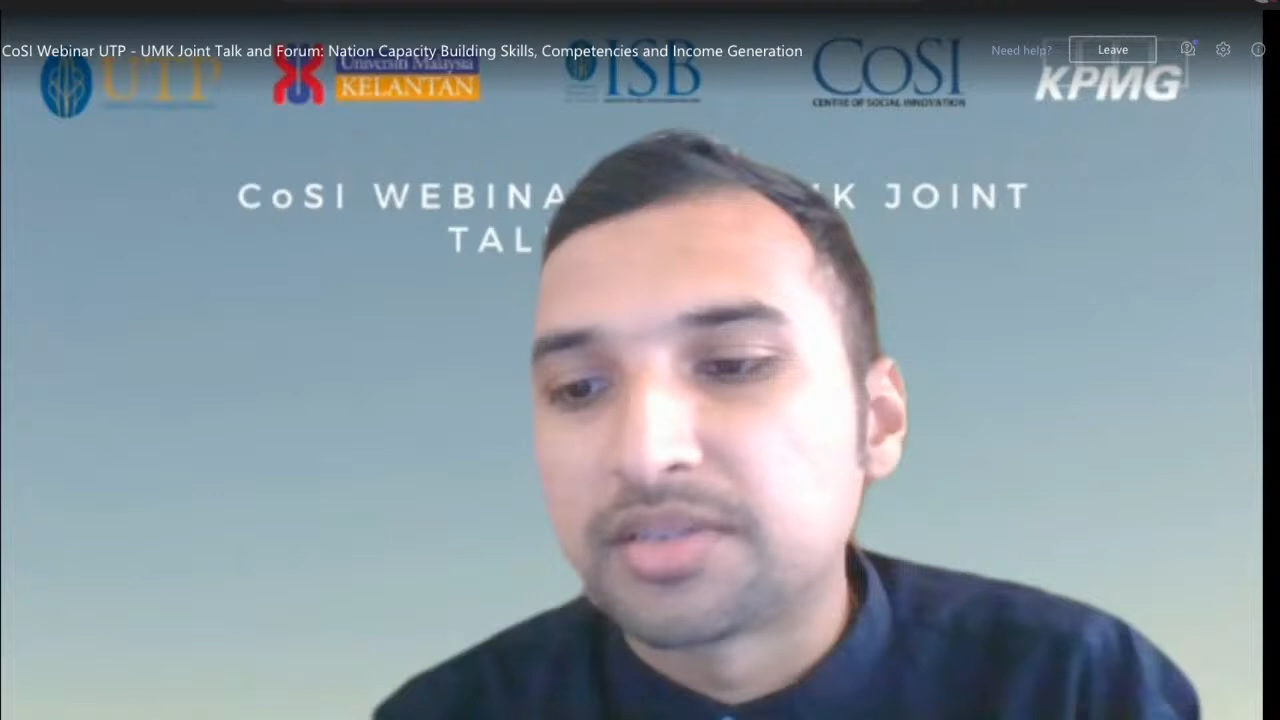 CoSI Webinar UTP - UMK Joint Talk and Forum: Nation Capacity Building Skills, Competencies and Income Generation
Need help?
Leave
UTP
Universiti Malaysia
KELANTAN
ISB
CoSI
CENTRE OF SOCIAL INNOVATION
KPMG
CoSI WEBINA MK JOINT
TAL